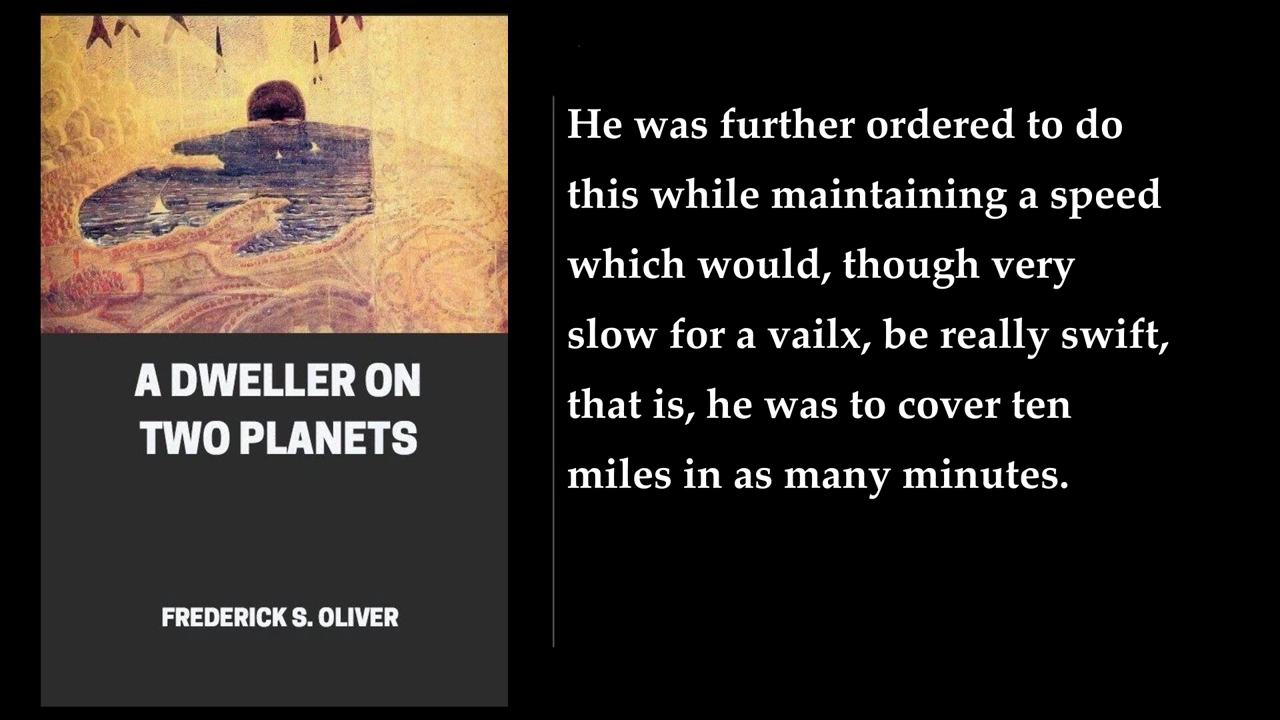 A DWELLER ON
TWO PLANETS
FREDERICK S. OLIVER
He was further ordered to do
this while maintaining a speed
which would, though very
slow for a vailx, be really swift,
that is, he was to cover ten
miles in as many minutes.